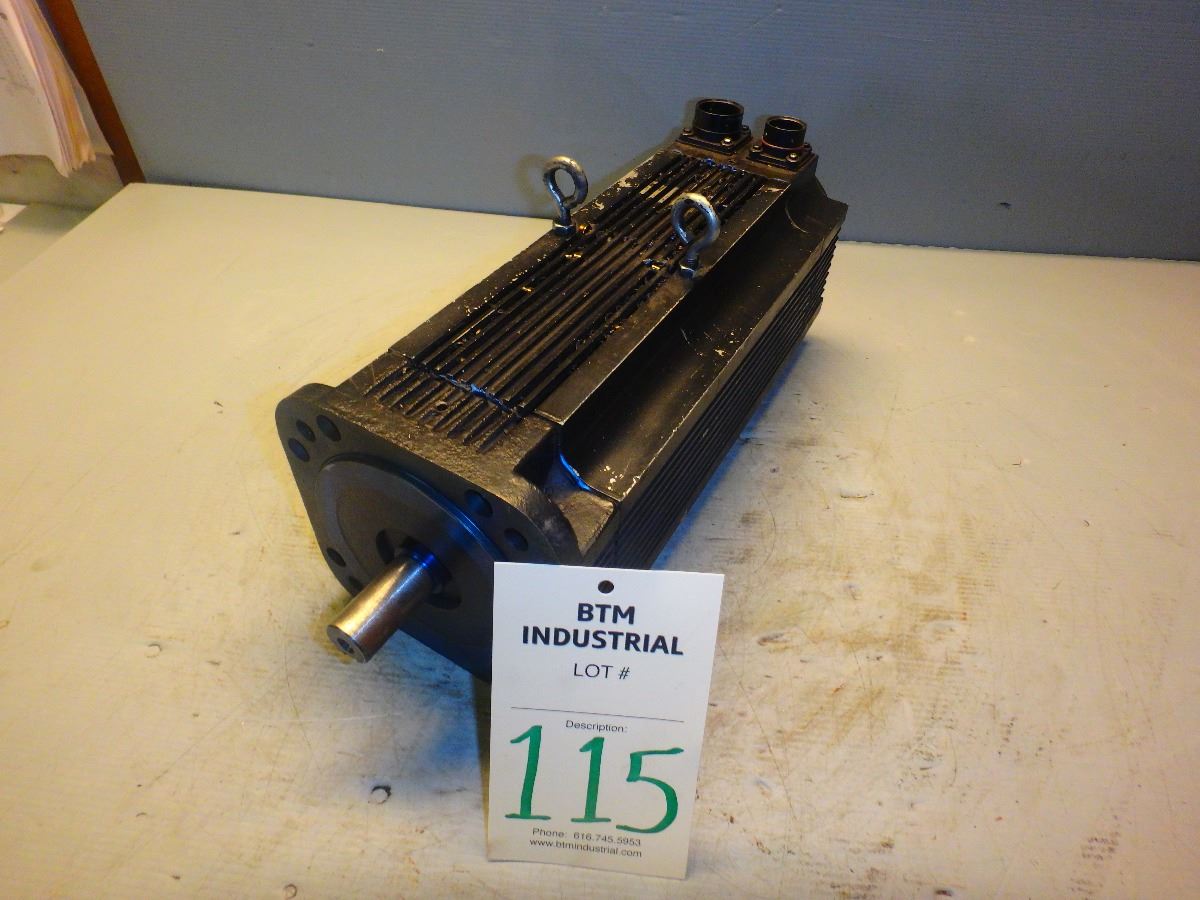 BTM
INDUSTRIAL
LOT #
Description:
115
Phone: 616.745.5953
www.btmindustrial.com